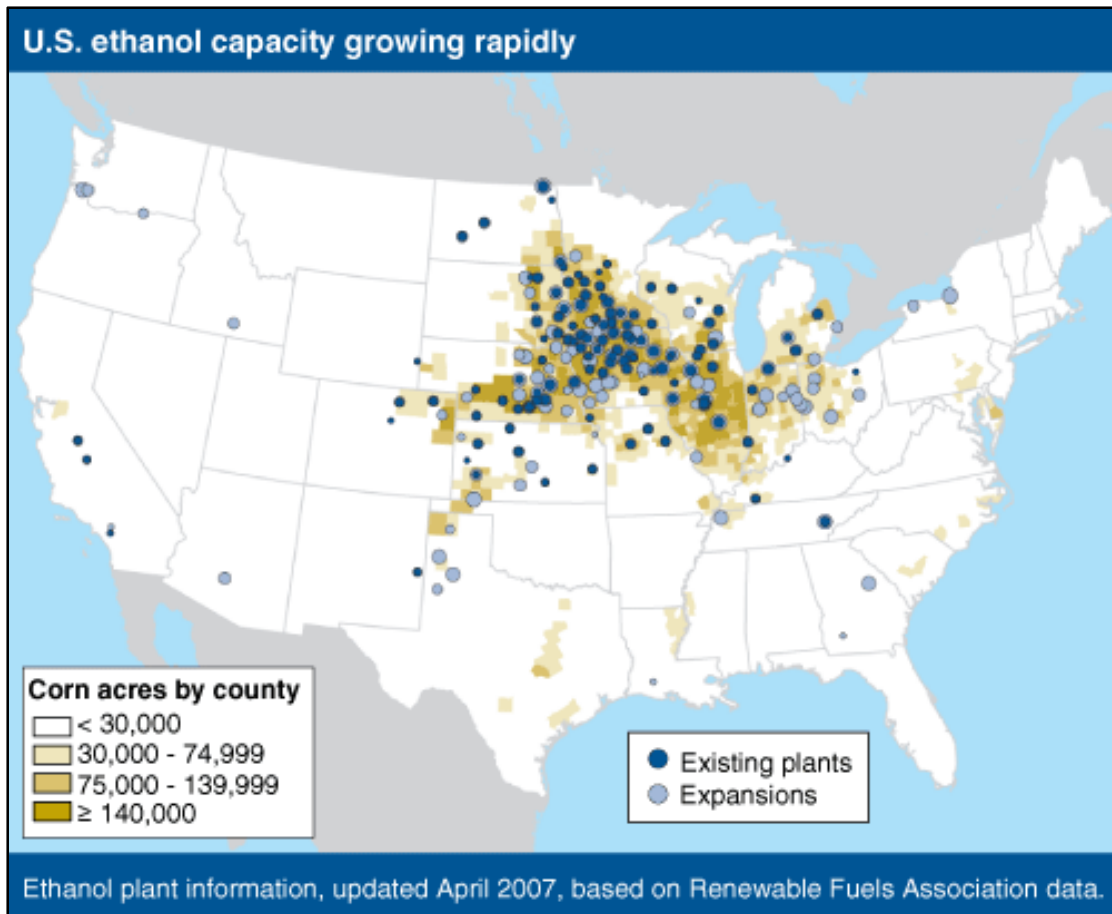 U.S. ethanol capacity growing rapidly
Corn acres by county
< 30,000
30,000 - 74,999
75,000 - 139,999
≥ 140,000
Existing plants
Expansions
Ethanol plant information, updated April 2007, based on Renewable Fuels Association data.